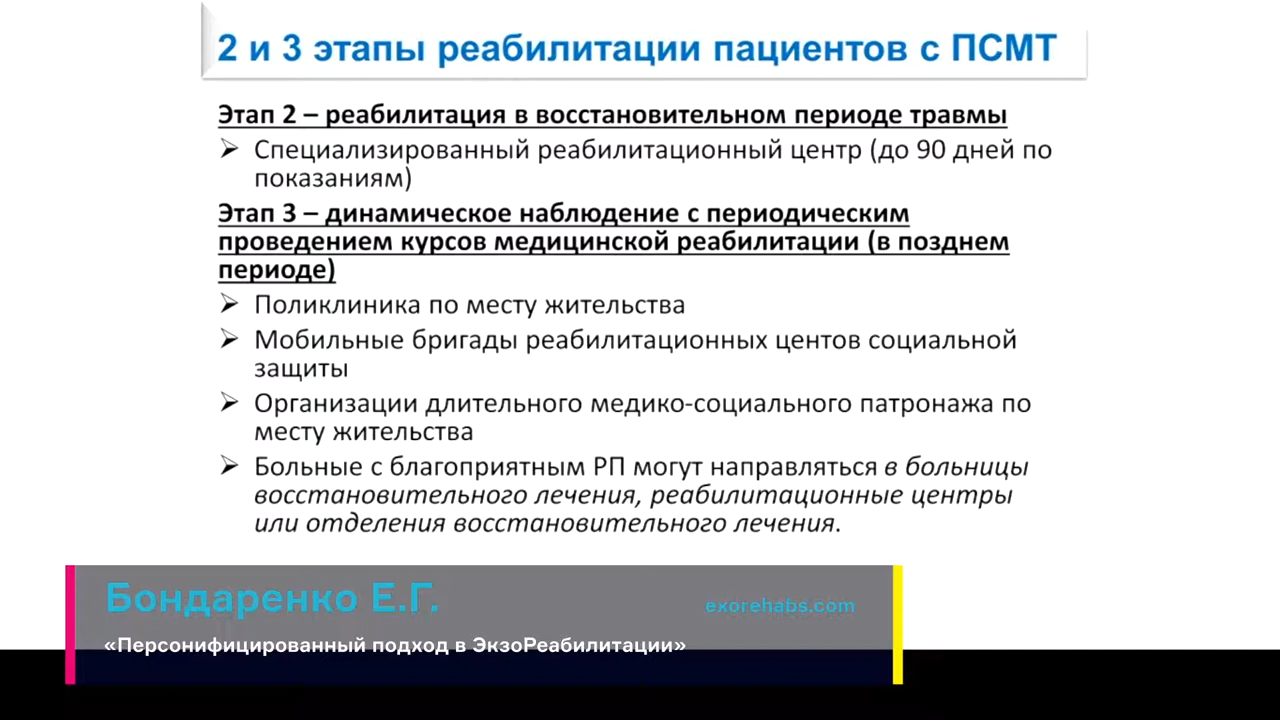 2 и 3 этапы реабилитации пациентов с ПСМТ
Этап 2 – реабилитация в восстановительном периоде травмы
➢ Специализированный реабилитационный центр (до 90 дней по
показаниям)
Этап 3 – динамическое наблюдение с периодическим
проведением курсов медицинской реабилитации (в позднем
периоде)
➢ Поликлиника по месту жительства
➢ Мобильные бригады реабилитационных центов социальной
защиты
➢ Организации длительного медико-социального патронажа по
месту жительства
➢ Больные с благоприятным РП могут направляться в больницы
восстановительного лечения, реабилитационные центры
или отделения восстановительного лечения.
Бондаренко Е.Г.
exorehabs.com
«Персонифицированный подход в ЭкзоРеабилитации»